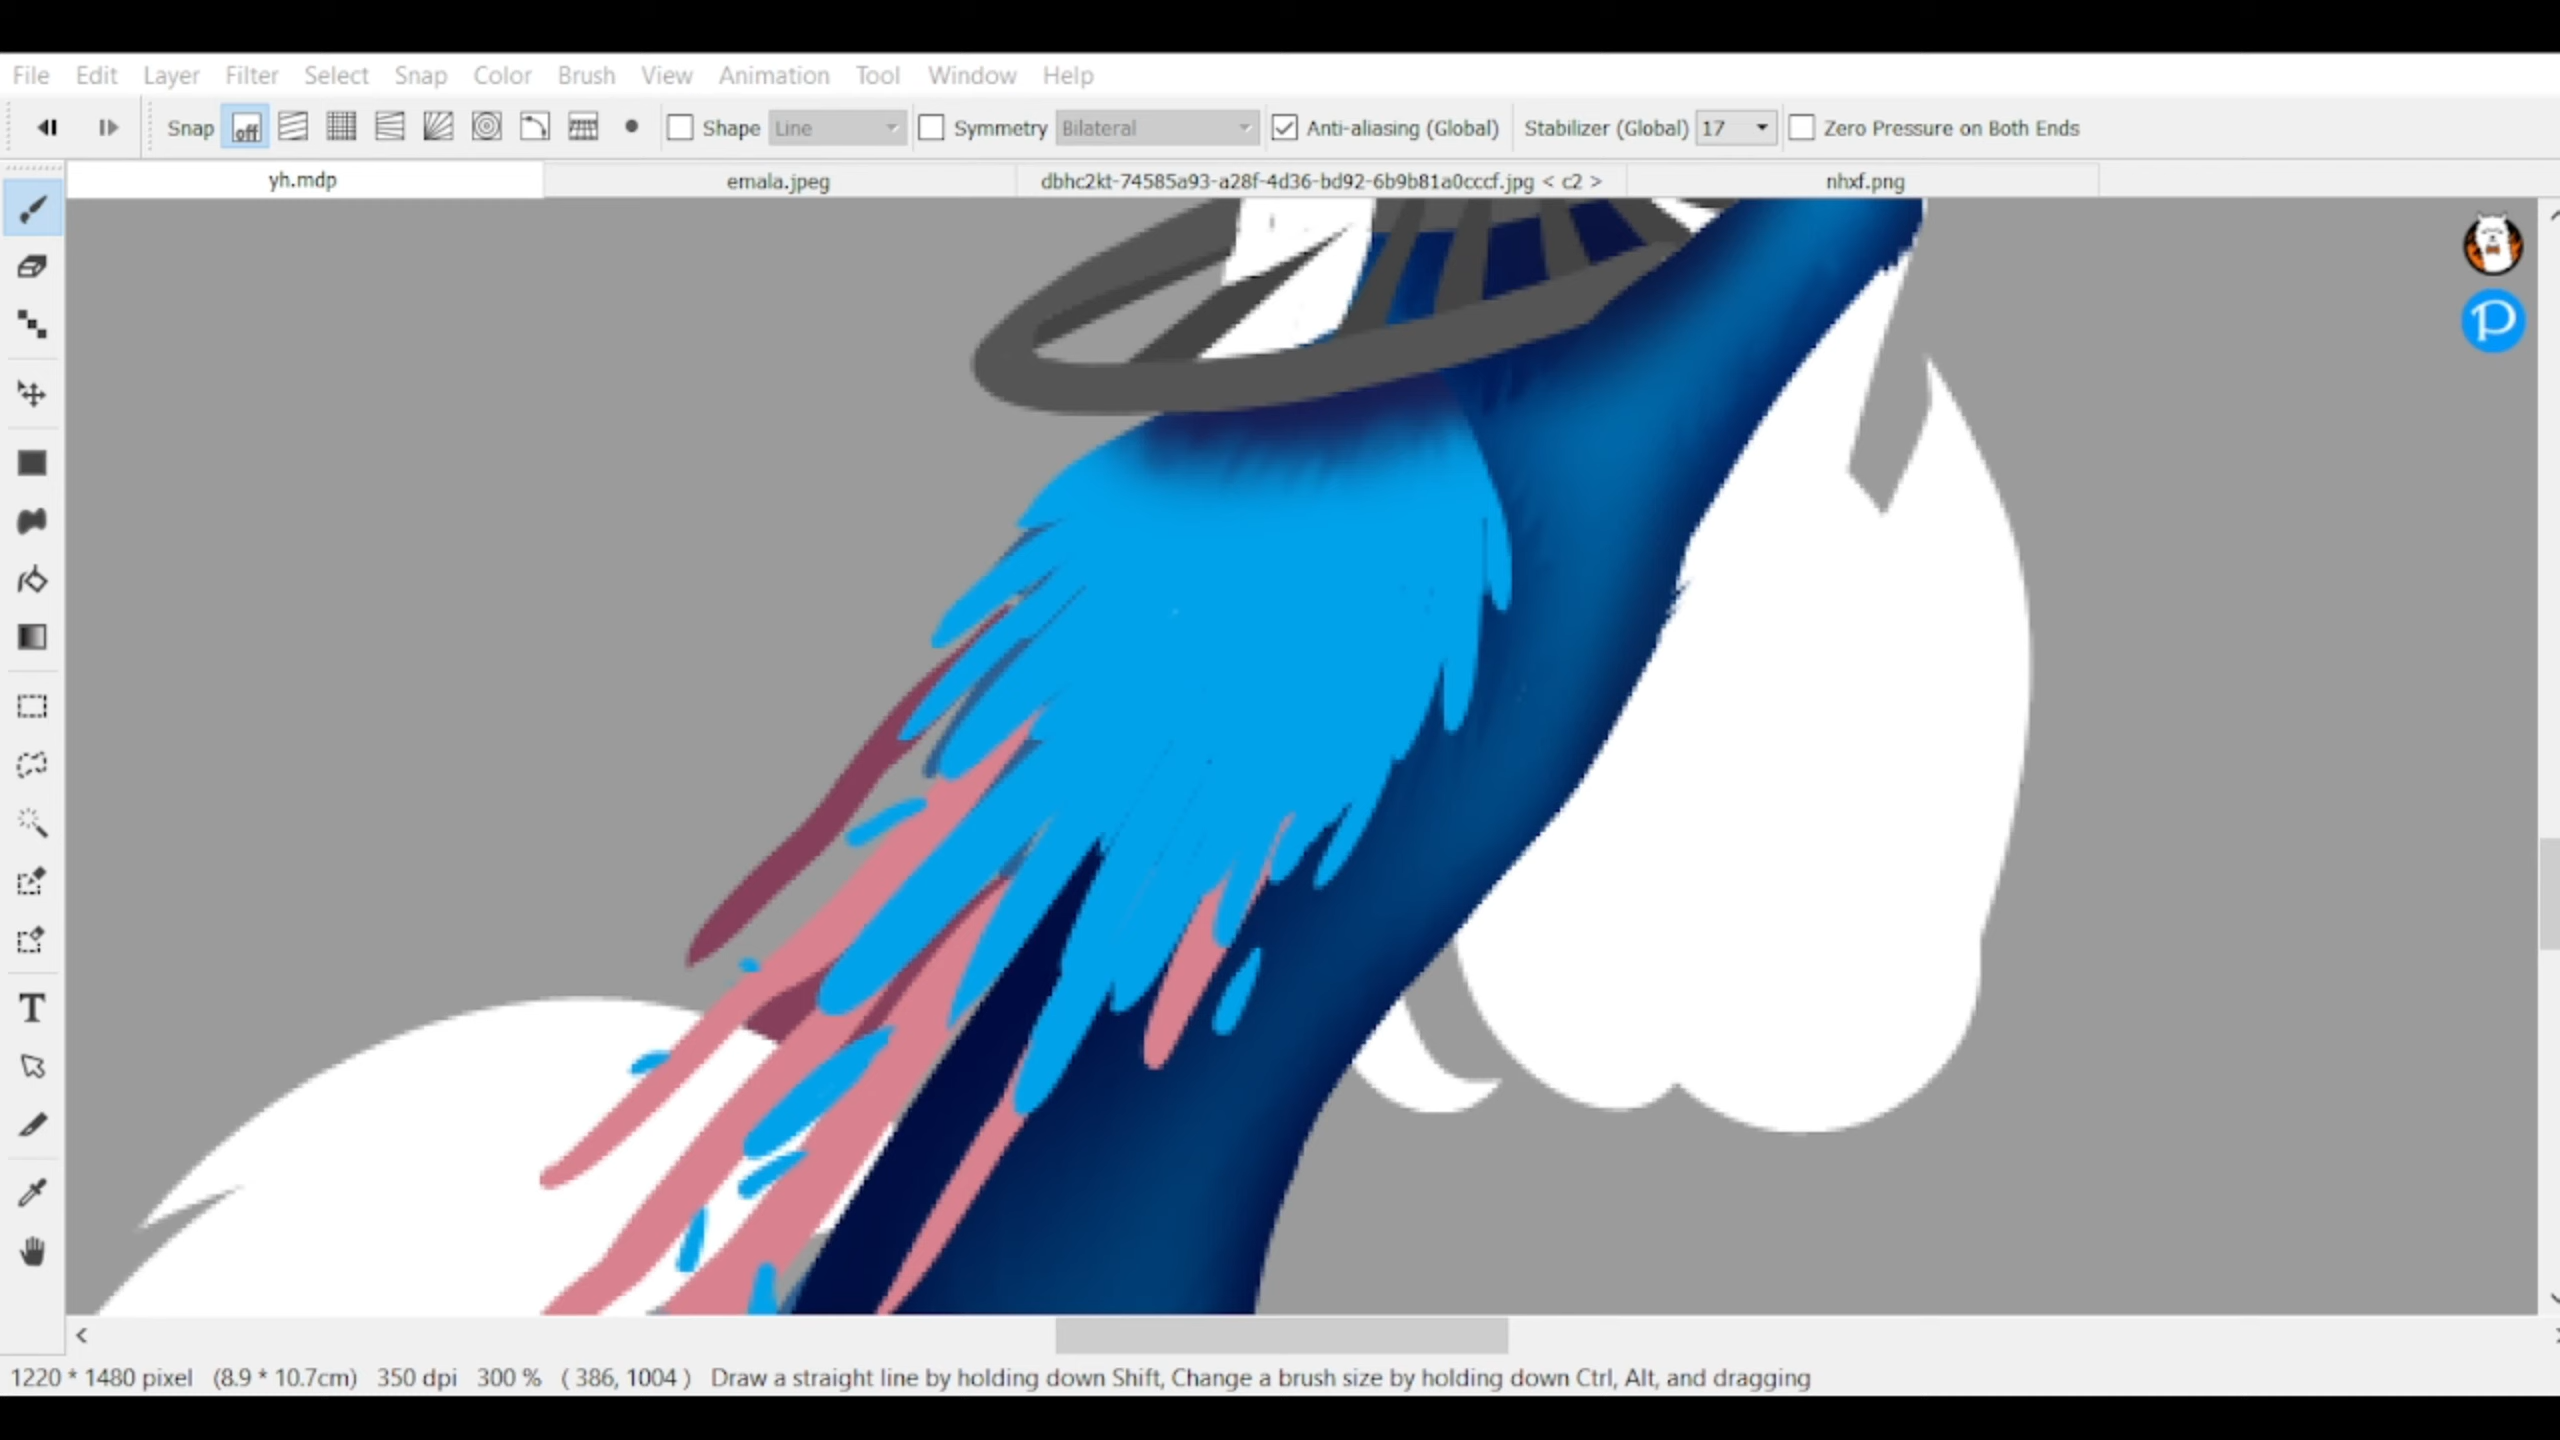 File Edit Layer Filter Select Snap Color Brush View Animation Tool Window Help
Snap off Shape Line Symmetry Bilateral Anti-aliasing (Global) Stabilizer (Global) 17 Zero Pressure on Both Ends
yh.mdp emala.jpeg dbhc2kt-74585a93-a28f-4d36-bd92-6b9b81a0cccf.jpg < c2 > nhxf.png
P
T
1220 * 1480 pixel (8.9 * 10.7cm) 350 dpi 300 % ( 386, 1004 ) Draw a straight line by holding down Shift, Change a brush size by holding down Ctrl, Alt, and dragging